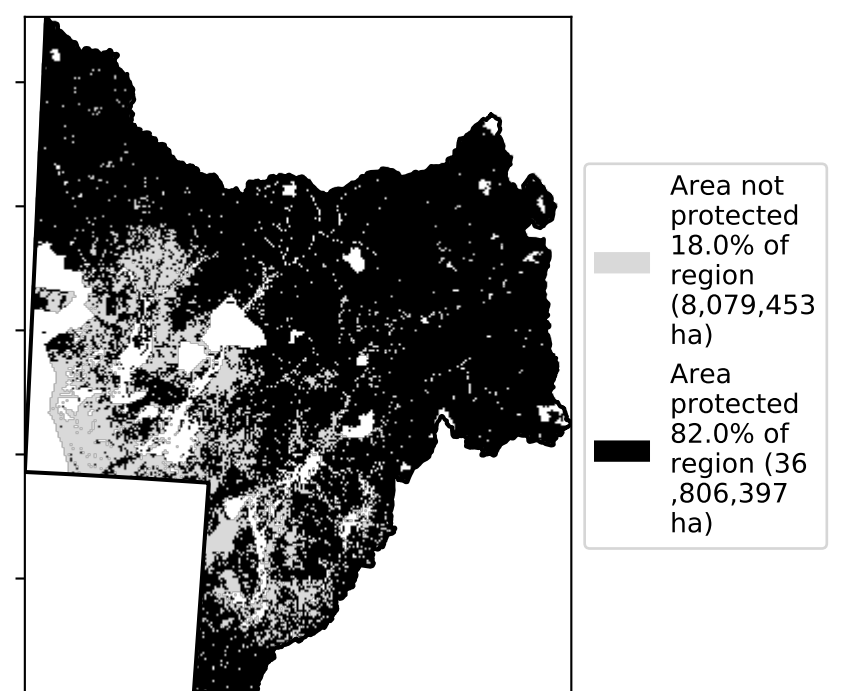 Area not
protected
18.0% of
region
(8,079,453
ha)
Area
protected
82.0% of
region (36
,806,397
ha)